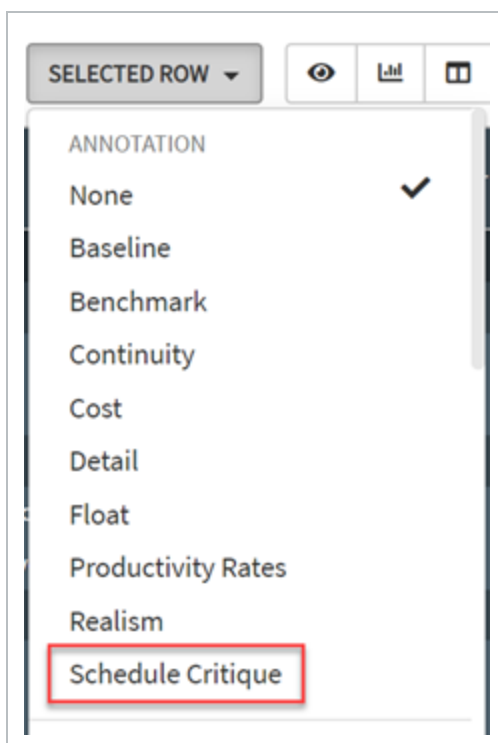 SELECTED ROW
ANNOTATION
None
Baseline
Benchmark
Continuity
Cost
Detail
Float
Productivity Rates
Realism
Schedule Critique